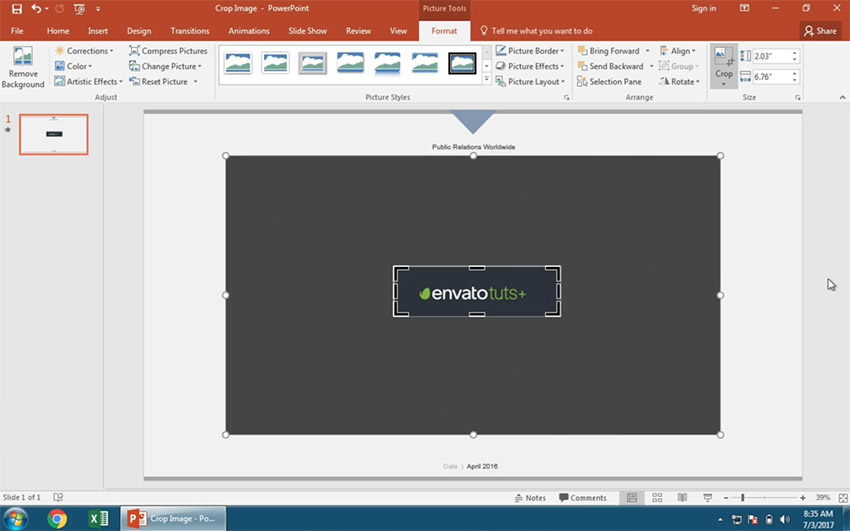 Crop Image - PowerPoint
Picture Tools
Sign in
File Home Insert Design Transitions Animations Slide Show Review View Format Tell me what you want to do Share
Remove Background
Corrections
Color
Artistic Effects
Compress Pictures
Change Picture
Reset Picture
Adjust
Picture Styles
Picture Border
Picture Effects
Picture Layout
Bring Forward
Send Backward
Selection Pane
Align
Group
Rotate
Arrange
Crop
2.03"
6.76"
Size
1
Public Relations Worldwide
envatotuts+
Date | April 2016
Slide 1 of 1
Notes Comments 39%
Crop Image - Po...
8:35 AM
7/3/2017